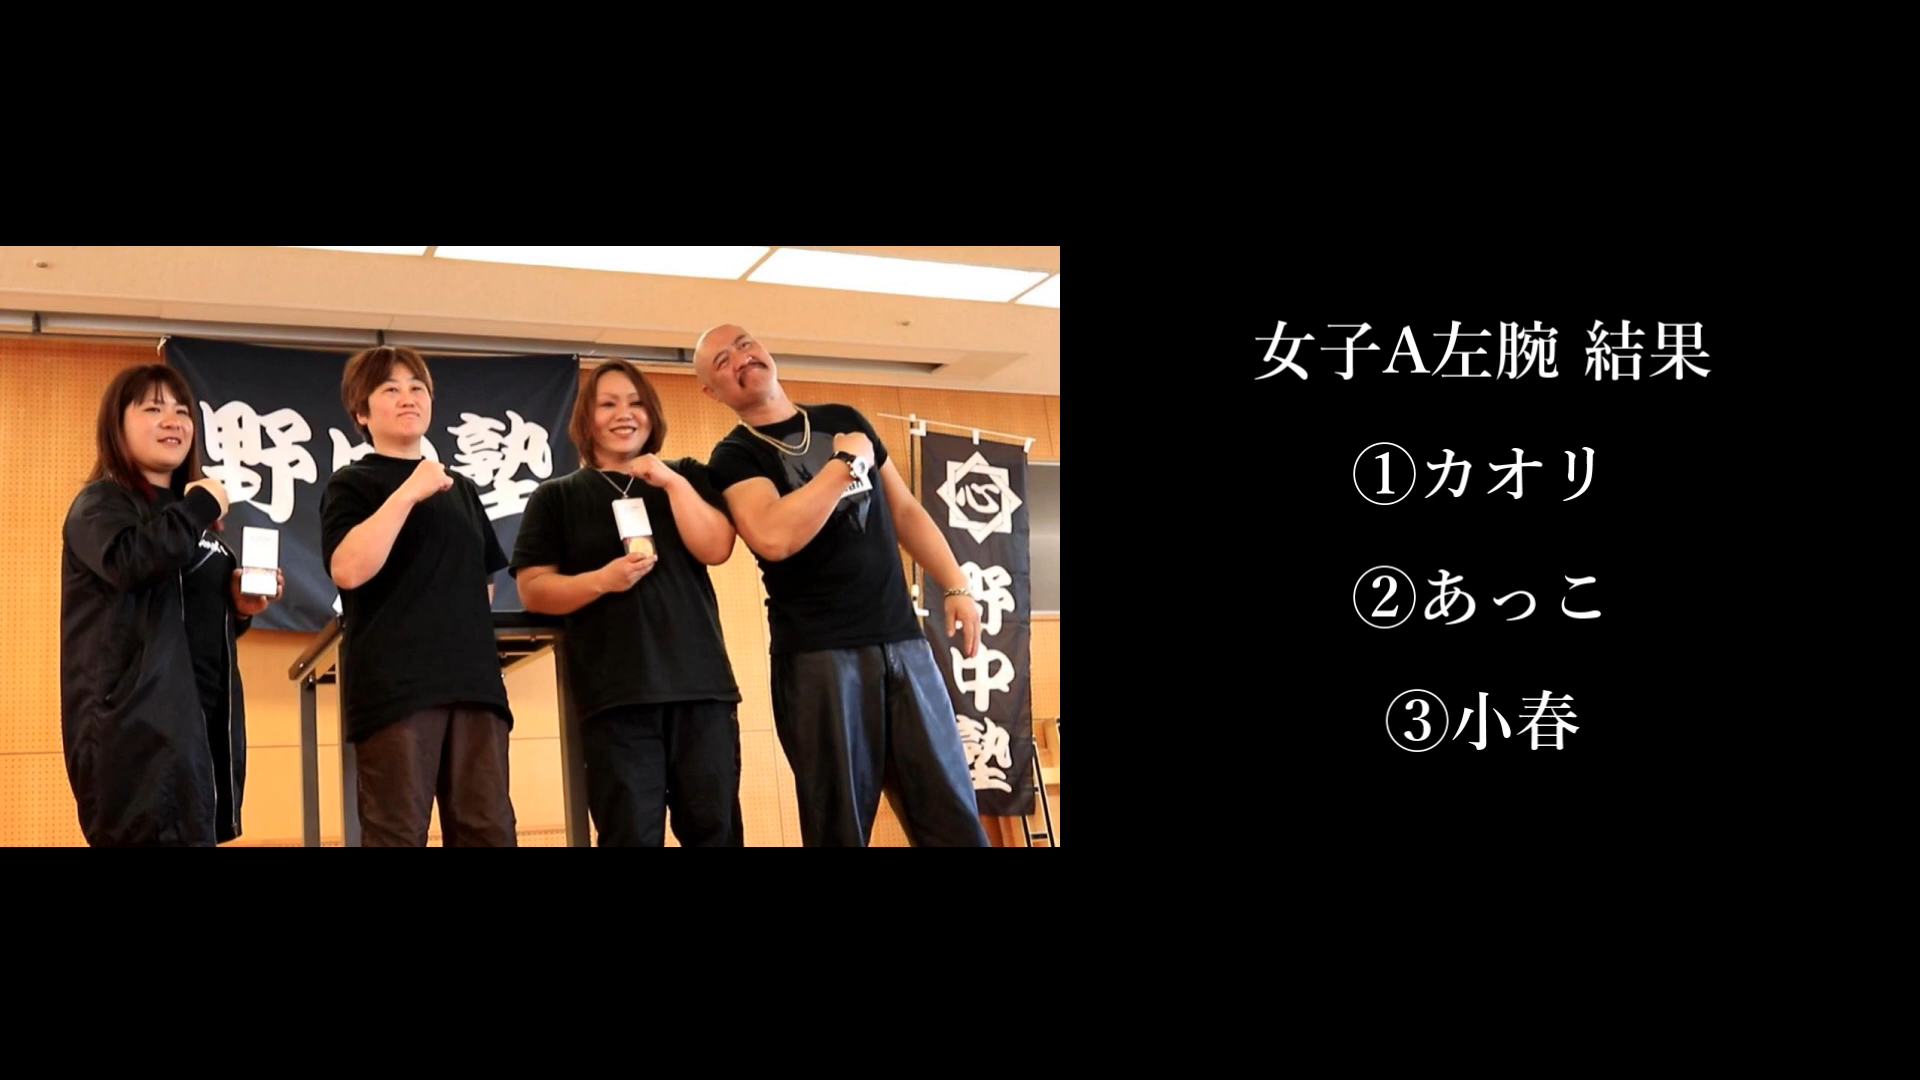 野中塾
心
野中塾
女子A左腕 結果
①カオリ
②あっこ
③小春